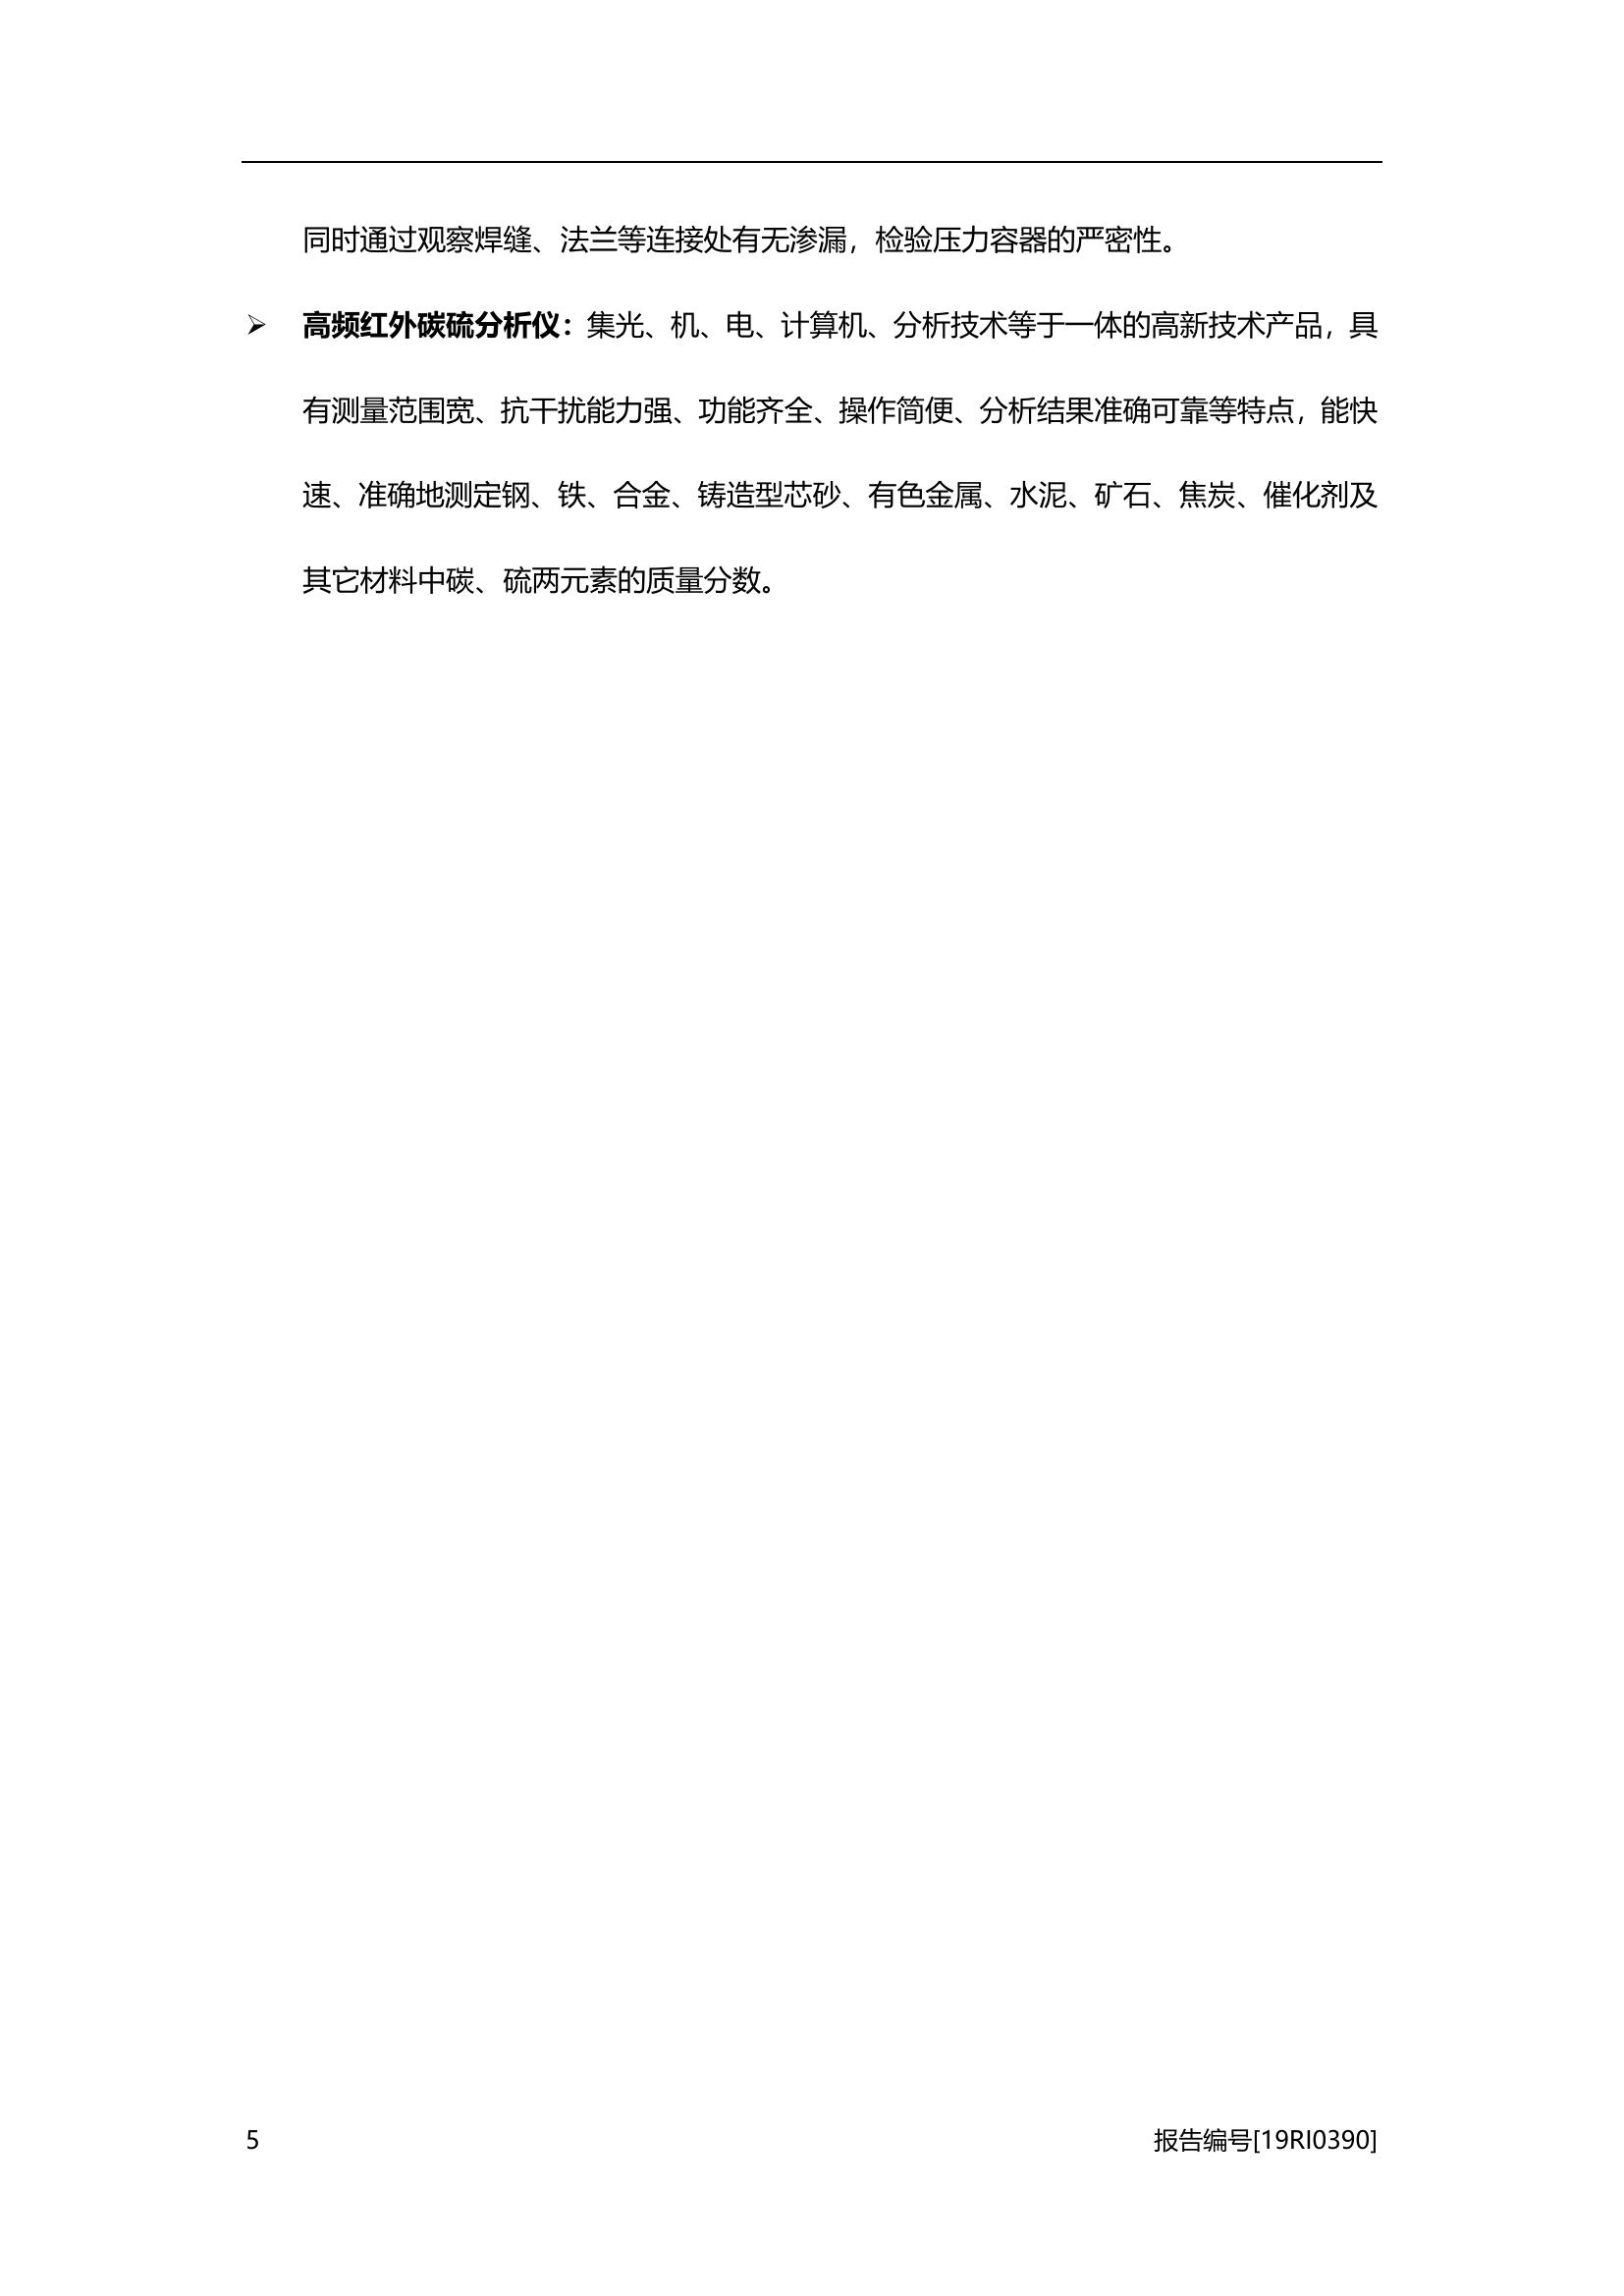 同时通过观察焊缝、法兰等连接处有无渗漏，检验压力容器的严密性。
➢ 高频红外碳硫分析仪：集光、机、电、计算机、分析技术等于一体的高新技术产品，具
有测量范围宽、抗干扰能力强、功能齐全、操作简便、分析结果准确可靠等特点，能快
速、准确地测定钢、铁、合金、铸造型芯砂、有色金属、水泥、矿石、焦炭、催化剂及
其它材料中碳、硫两元素的质量分数。
5 报告编号[19RI0390]